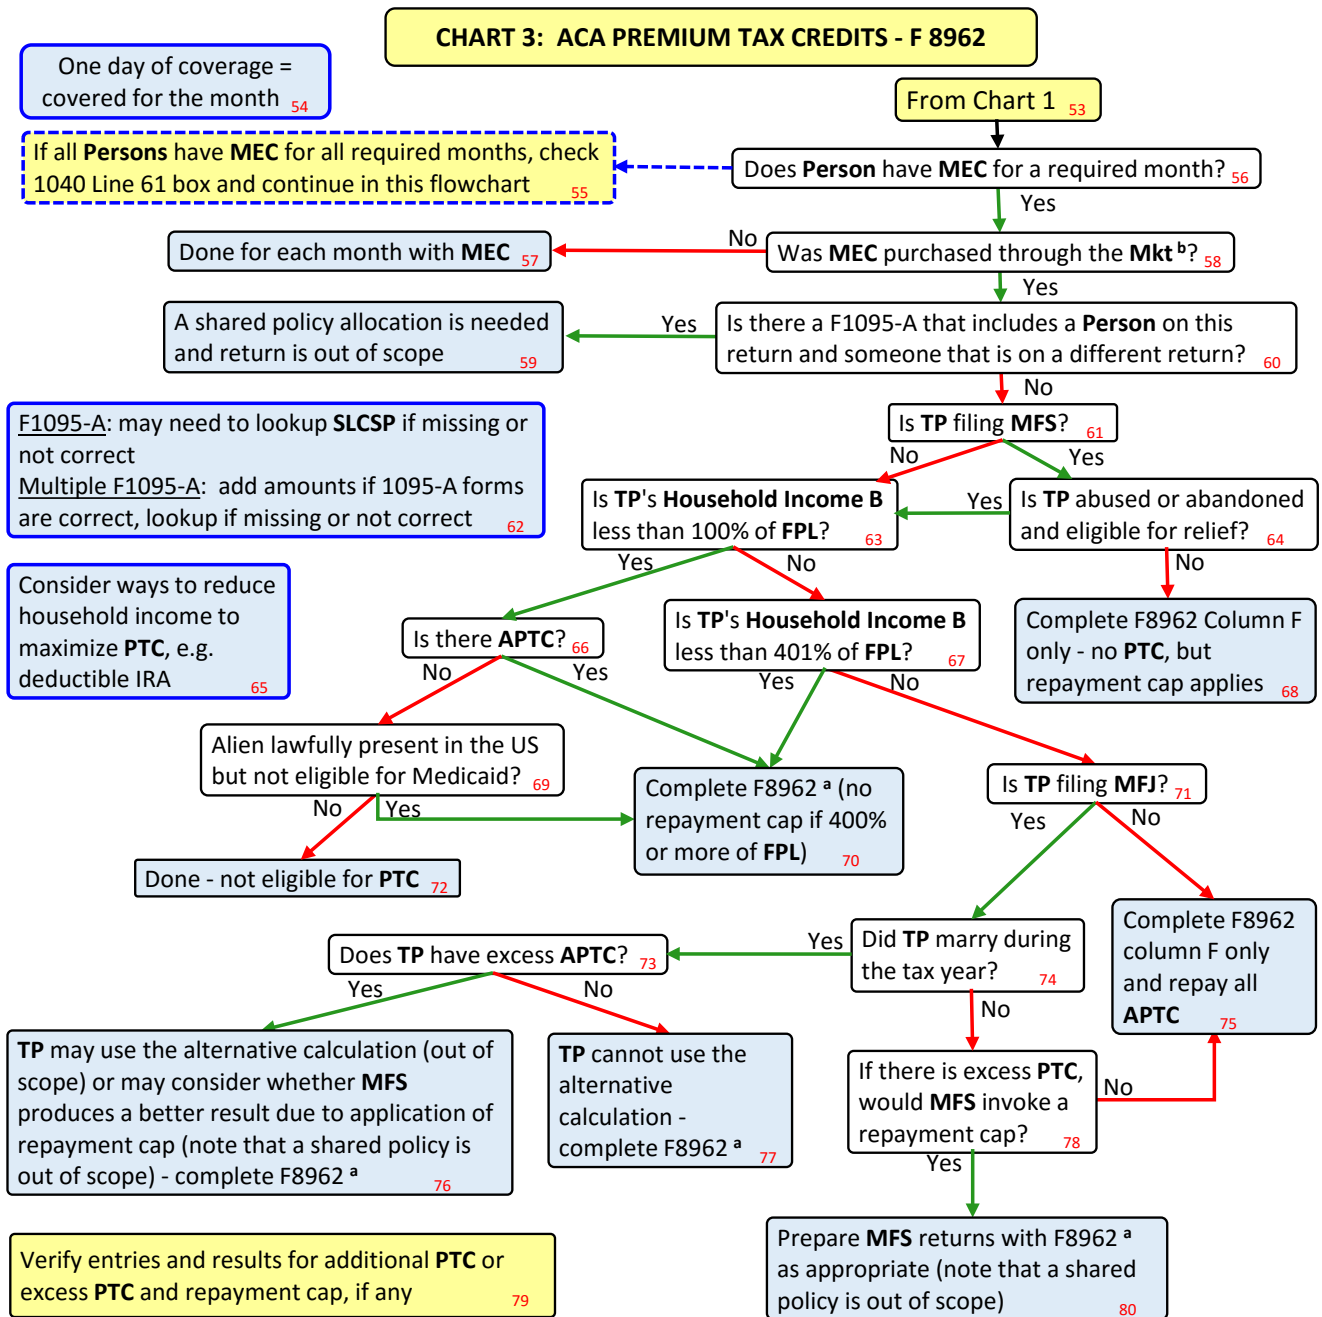 CHART 3: ACA PREMIUM TAX CREDITS - F 8962
One day of coverage =
covered for the month 54
From Chart 1 53
If all Persons have MEC for all required months, check
1040 Line 61 box and continue in this flowchart 55
Does Person have MEC for a required month? 56
Yes
Done for each month with MEC 57
No
Was MEC purchased through the Mkt b? 58
Yes
A shared policy allocation is needed
and return is out of scope 59
Yes
Is there a F1095-A that includes a Person on this
return and someone that is on a different return? 60
No
F1095-A: may need to lookup SLCSP if missing or
not correct
Multiple F1095-A: add amounts if 1095-A forms
are correct, lookup if missing or not correct 62
Is TP filing MFS? 61
No
Yes
Is TP's Household Income B
less than 100% of FPL? 63
Yes
Is TP abused or abandoned
and eligible for relief? 64
Yes
No
No
Consider ways to reduce
household income to
maximize PTC, e.g.
deductible IRA 65
Is there APTC? 66
No
Yes
Is TP's Household Income B
less than 401% of FPL? 67
Yes
No
Complete F8962 Column F
only - no PTC, but
repayment cap applies 68
Alien lawfully present in the US
but not eligible for Medicaid? 69
No
Yes
Complete F8962 a (no
repayment cap if 400%
or more of FPL) 70
Is TP filing MFJ? 71
Yes
No
Done - not eligible for PTC 72
Does TP have excess APTC? 73
Yes
No
Yes
Did TP marry during
the tax year? 74
No
Complete F8962
column F only
and repay all
APTC 75
TP may use the alternative calculation (out of
scope) or may consider whether MFS
produces a better result due to application of
repayment cap (note that a shared policy is
out of scope) - complete F8962 a 76
TP cannot use the
alternative
calculation -
complete F8962 a 77
If there is excess PTC,
would MFS invoke a
repayment cap? 78
No
Yes
Verify entries and results for additional PTC or
excess PTC and repayment cap, if any 79
Prepare MFS returns with F8962 a
as appropriate (note that a shared
policy is out of scope) 80